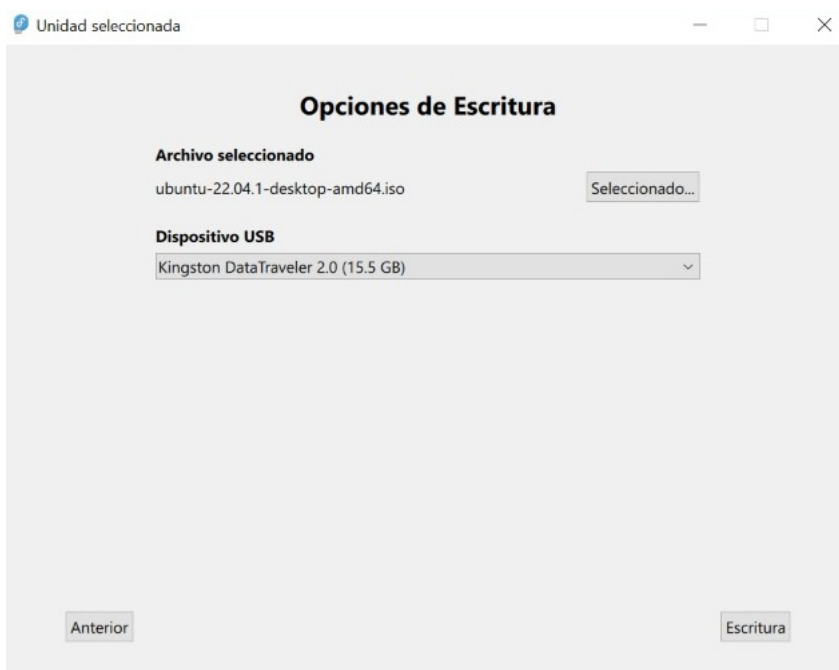 Unidad seleccionada
Opciones de Escritura
Archivo seleccionado
ubuntu-22.04.1-desktop-amd64.iso
Seleccionado...
Dispositivo USB
Kingston DataTraveler 2.0 (15.5 GB)
Anterior
Escritura